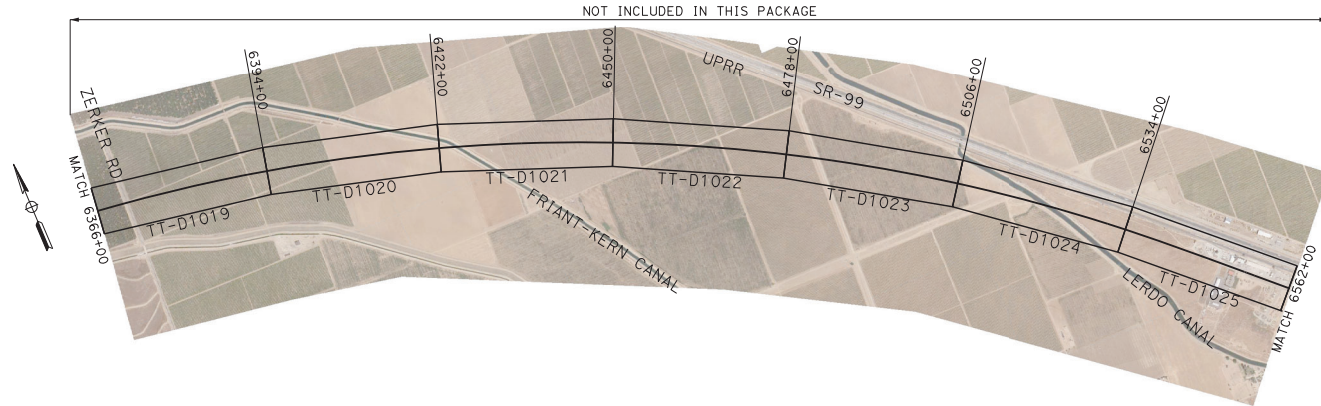 NOT INCLUDED IN THIS PACKAGE
6394+00
6422+00
6450+00
6478+00
6506+00
6534+00
UPRR
SR-99
ZERKER RD
MATCH 6366+00
TT-D1019
TT-D1020
TT-D1021
TT-D1022
TT-D1023
TT-D1024
TT-D1025
FRIANT-KERN CANAL
LERDO CANAL
MATCH 6562+00